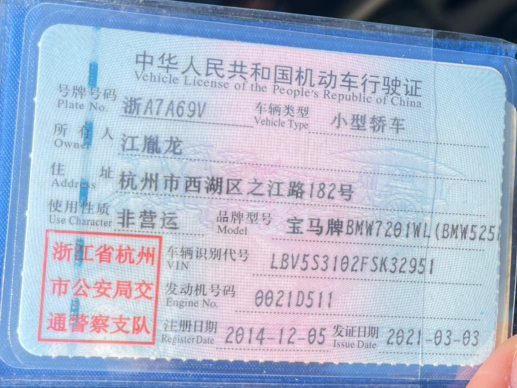 中华人民共和国机动车行驶证
Vehicle License of the People's Republic of China
号牌号码 Plate No. 浙A7A69V 车辆类型 Vehicle Type 小型轿车
所有人 Owner 江胤龙
住址 Address 杭州市西湖区之江路182号
使用性质 Use Character 非营运 品牌型号 Model 宝马牌BMW7201WL(BMW525
浙江省杭州
市公安局交
通警察支队
车辆识别代号 VIN LBV5S3102FSK32951
发动机号码 Engine No. 0021D511
注册日期 Register Date 2014-12-05 发证日期 Issue Date 2021-03-03